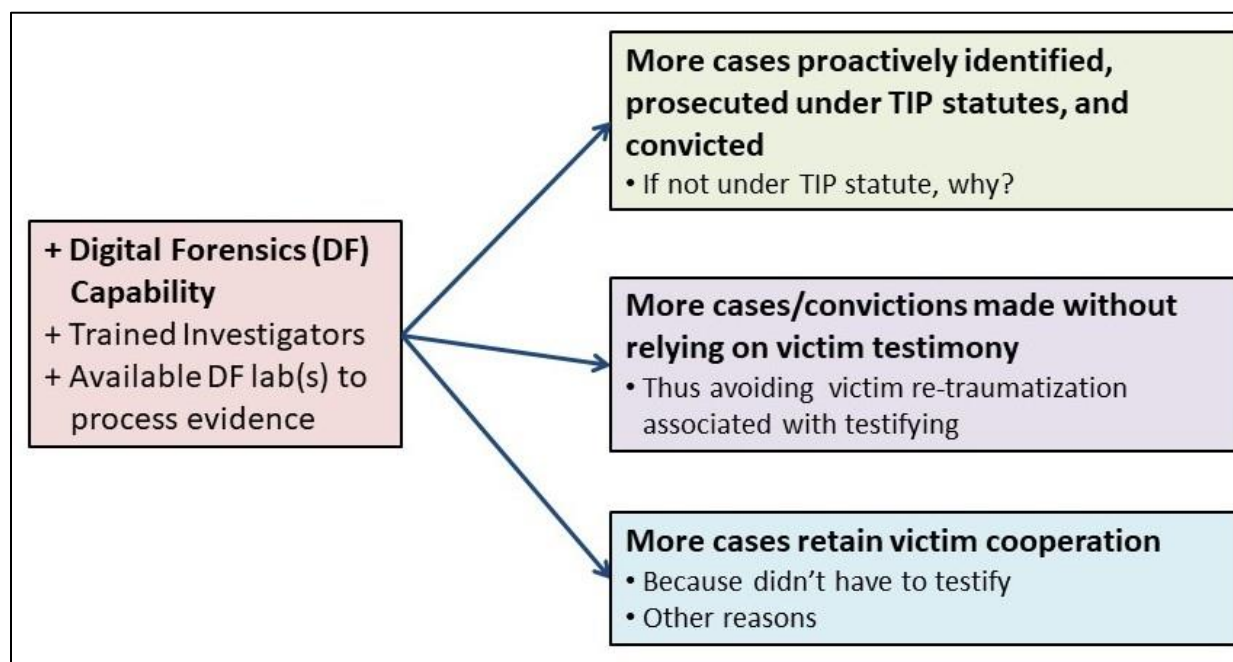 + Digital Forensics (DF)
Capability
+ Trained Investigators
+ Available DF lab(s) to
process evidence
More cases proactively identified,
prosecuted under TIP statutes, and
convicted
• If not under TIP statute, why?
More cases/convictions made without
relying on victim testimony
• Thus avoiding victim re-traumatization
associated with testifying
More cases retain victim cooperation
• Because didn’t have to testify
• Other reasons